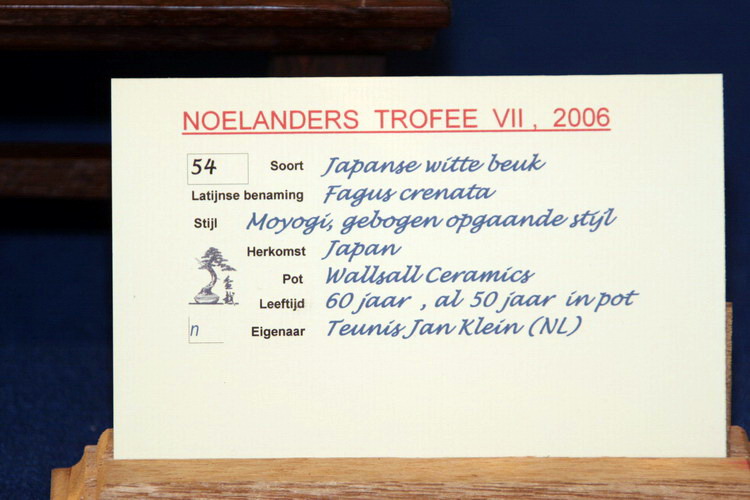 NOELANDERS TROFEE VII, 2006
54 Soort Japanse witte beuk
Latijnse benaming Fagus crenata
Stijl Moyogi, gebogen opgaande stijl
Herkomst Japan
Pot Wallsall Ceramics
Leeftijd 60 jaar , al 50 jaar in pot
n Eigenaar Teunis Jan Klein (NL)